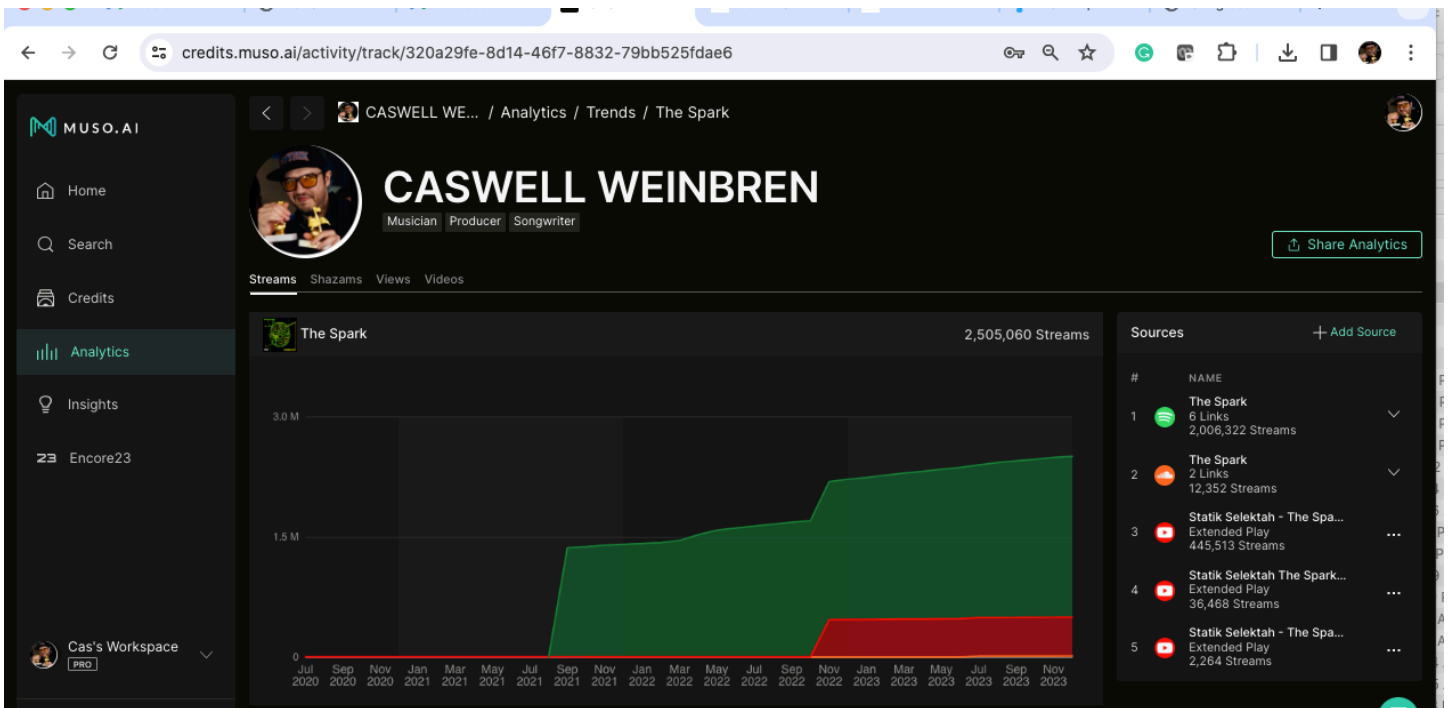 credits.muso.ai/activity/track/320a29fe-8d14-46f7-8832-79bb525fdae6
MUSO.AI
Home
Search
Credits
Analytics
Insights
23 Encore23
Cas's Workspace
PRO
CASWELL WE... / Analytics / Trends / The Spark
CASWELL WEINBREN
Musician Producer Songwriter
Share Analytics
Streams Shazams Views Videos
The Spark 2,505,060 Streams
3.0 M
1.5 M
0
Jul Sep Nov Jan Mar May Jul Sep Nov Jan Mar May Jul Sep Nov Jan Mar May Jul Sep Nov
2020 2020 2020 2021 2021 2021 2021 2021 2021 2022 2022 2022 2022 2022 2022 2023 2023 2023 2023 2023 2023
Sources + Add Source
# NAME
The Spark
1 6 Links
2,006,322 Streams
The Spark
2 2 Links
12,352 Streams
Statik Selektah - The Spa...
3 Extended Play ...
445,513 Streams
Statik Selektah The Spark...
4 Extended Play ...
36,468 Streams
Statik Selektah - The Spa...
5 Extended Play ...
2,264 Streams